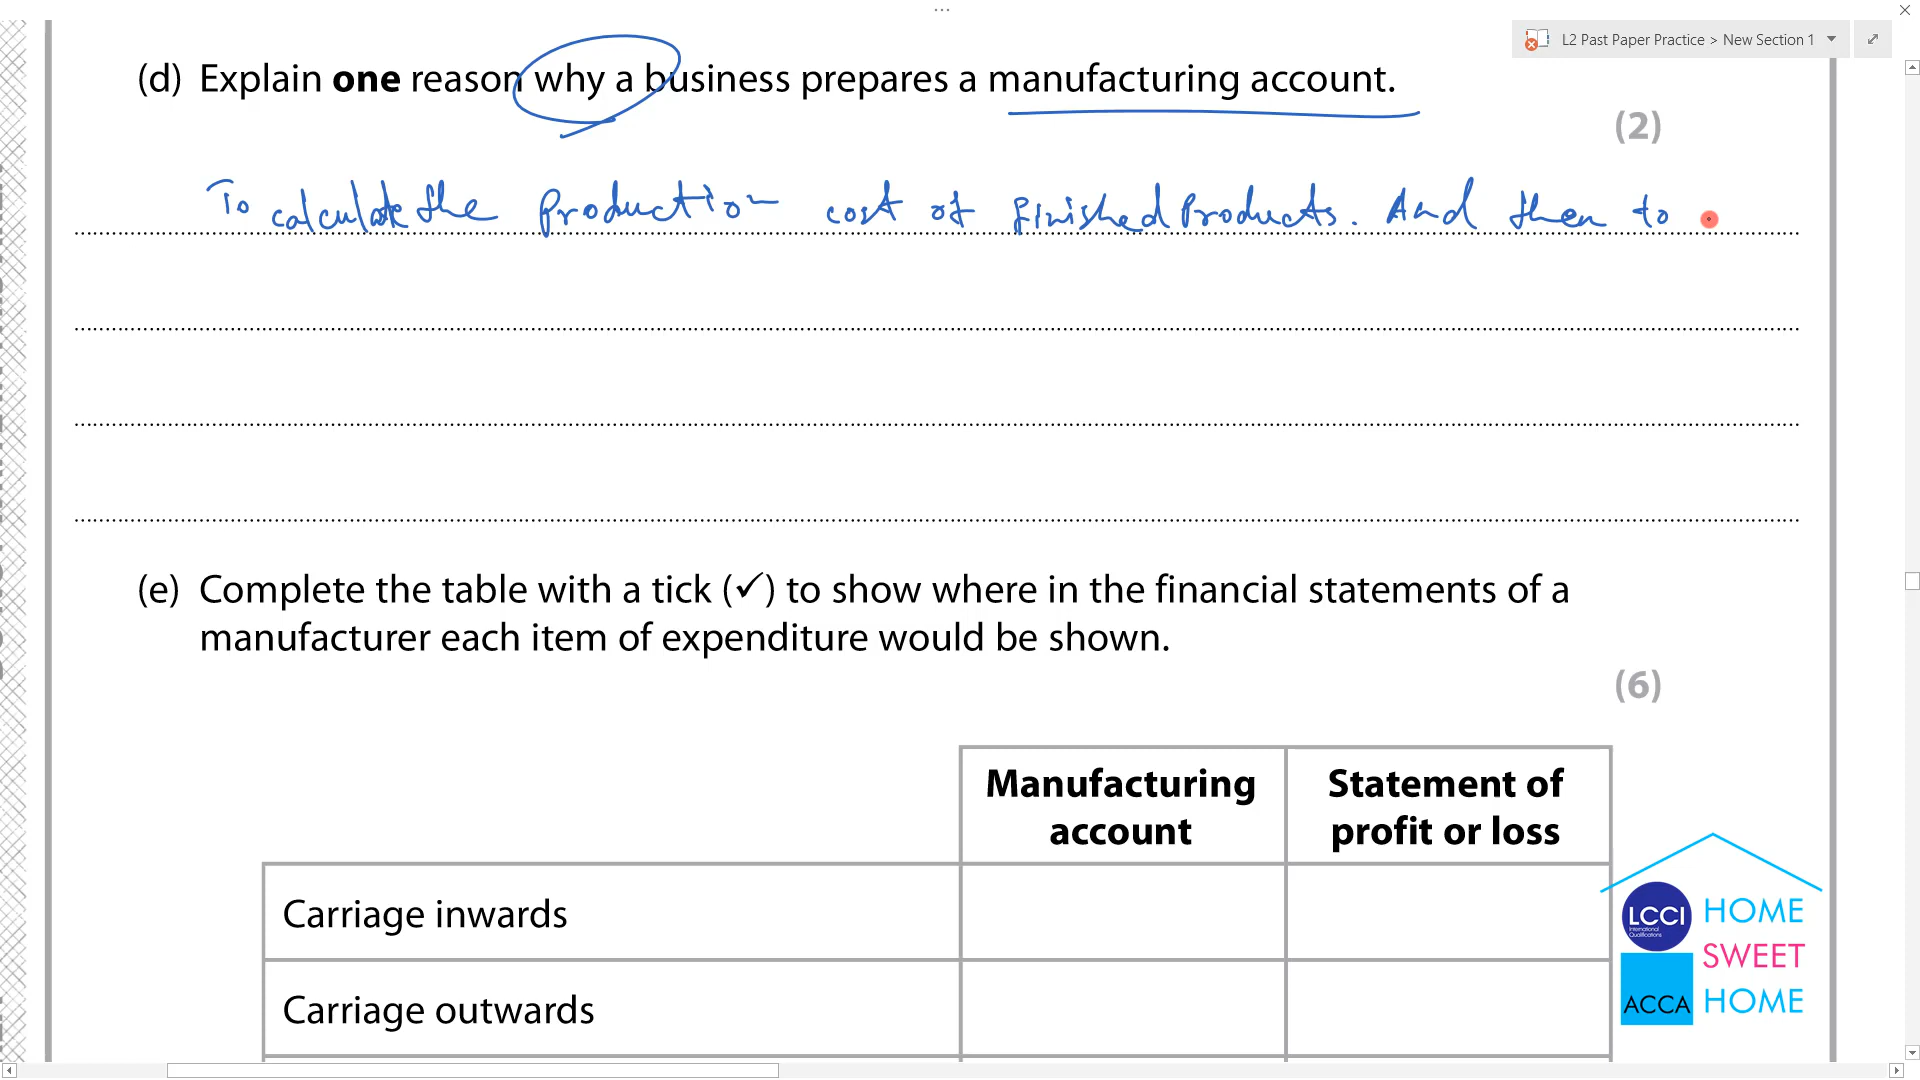 ...
L2 Past Paper Practice > New Section 1
(d) Explain one reason why a business prepares a manufacturing account.
(2)
To calculate the production cost of finished products. And then to
(e) Complete the table with a tick (✓) to show where in the financial statements of a
manufacturer each item of expenditure would be shown.
(6)
Manufacturing account
Statement of profit or loss
Carriage inwards
Carriage outwards
LCCI
International Qualifications
ACCA
HOME
SWEET
HOME